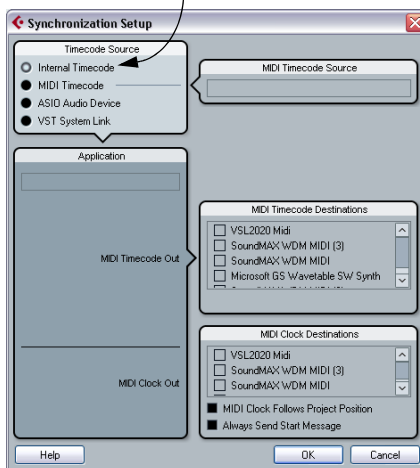 Synchronization Setup
Timecode Source
Internal Timecode
MIDI Timecode
ASIO Audio Device
VST System Link
MIDI Timecode Source
Application
MIDI Timecode Out
MIDI Clock Out
MIDI Timecode Destinations
VSL2020 Midi
SoundMAX WDM MIDI (3)
SoundMAX WDM MIDI
Microsoft GS Wavetable SW Synth
MIDI Clock Destinations
VSL2020 Midi
SoundMAX WDM MIDI (3)
SoundMAX WDM MIDI
MIDI Clock Follows Project Position
Always Send Start Message
Help
OK
Cancel